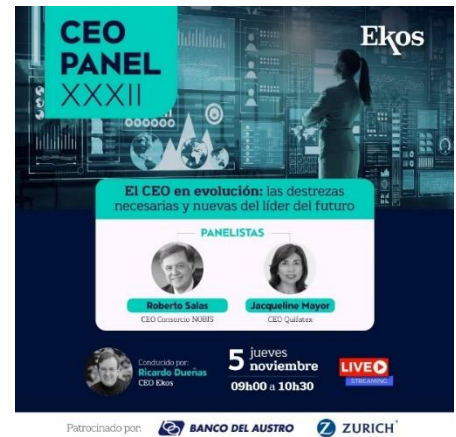 CEO
PANEL
XXXII
Ekos
El CEO en evolución: las destrezas
necesarias y nuevas del líder del futuro
PANELISTAS
Roberto Salas
CEO Consorcio NOBIS
Jacqueline Mayor
CEO Quifatex
Conducido por:
Ricardo Dueñas
CEO Ekos
5 jueves
noviembre
09h00 a 10h30
LIVE
STREAMING
Patrocinado por:
BANCO DEL AUSTRO
ZURICH